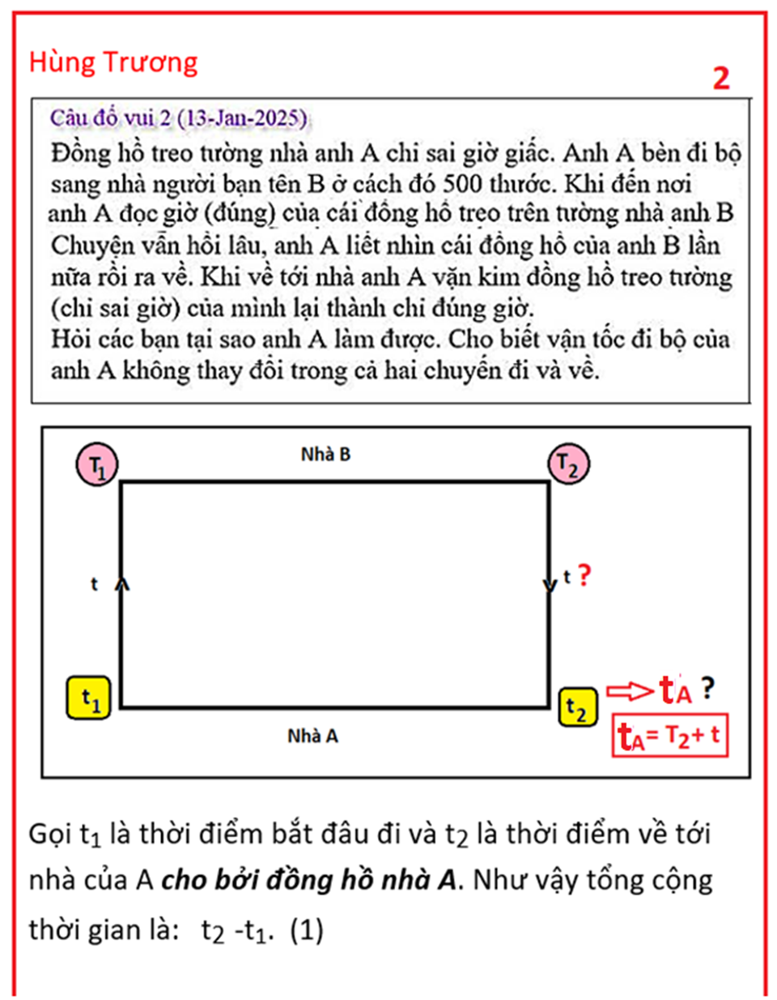 Hùng Trương
2
Câu đố vui 2 (13-Jan-2025)
Đồng hồ treo tường nhà anh A chỉ sai giờ giấc. Anh A bèn đi bộ
sang nhà người bạn tên B ở cách đó 500 thước. Khi đến nơi
anh A đọc giờ (đúng) của cái đồng hồ treo trên tường nhà anh B
Chuyện vẫn hồi lâu, anh A liết nhìn cái đồng hồ của anh B lần
nữa rồi ra về. Khi về tới nhà anh A vặn kim đồng hồ treo tường
(chỉ sai giờ) của mình lại thành chỉ đúng giờ.
Hỏi các bạn tại sao anh A làm được. Cho biết vận tốc đi bộ của
anh A không thay đổi trong cả hai chuyến đi và về.
T1
Nhà B
T2
t
t ?
t1
t2
tA ?
Nhà A
tA= T2+ t
Gọi t1 là thời điểm bắt đâu đi và t2 là thời điểm về tới
nhà của A cho bởi đồng hồ nhà A. Như vậy tổng cộng
thời gian là: t2 -t1. (1)